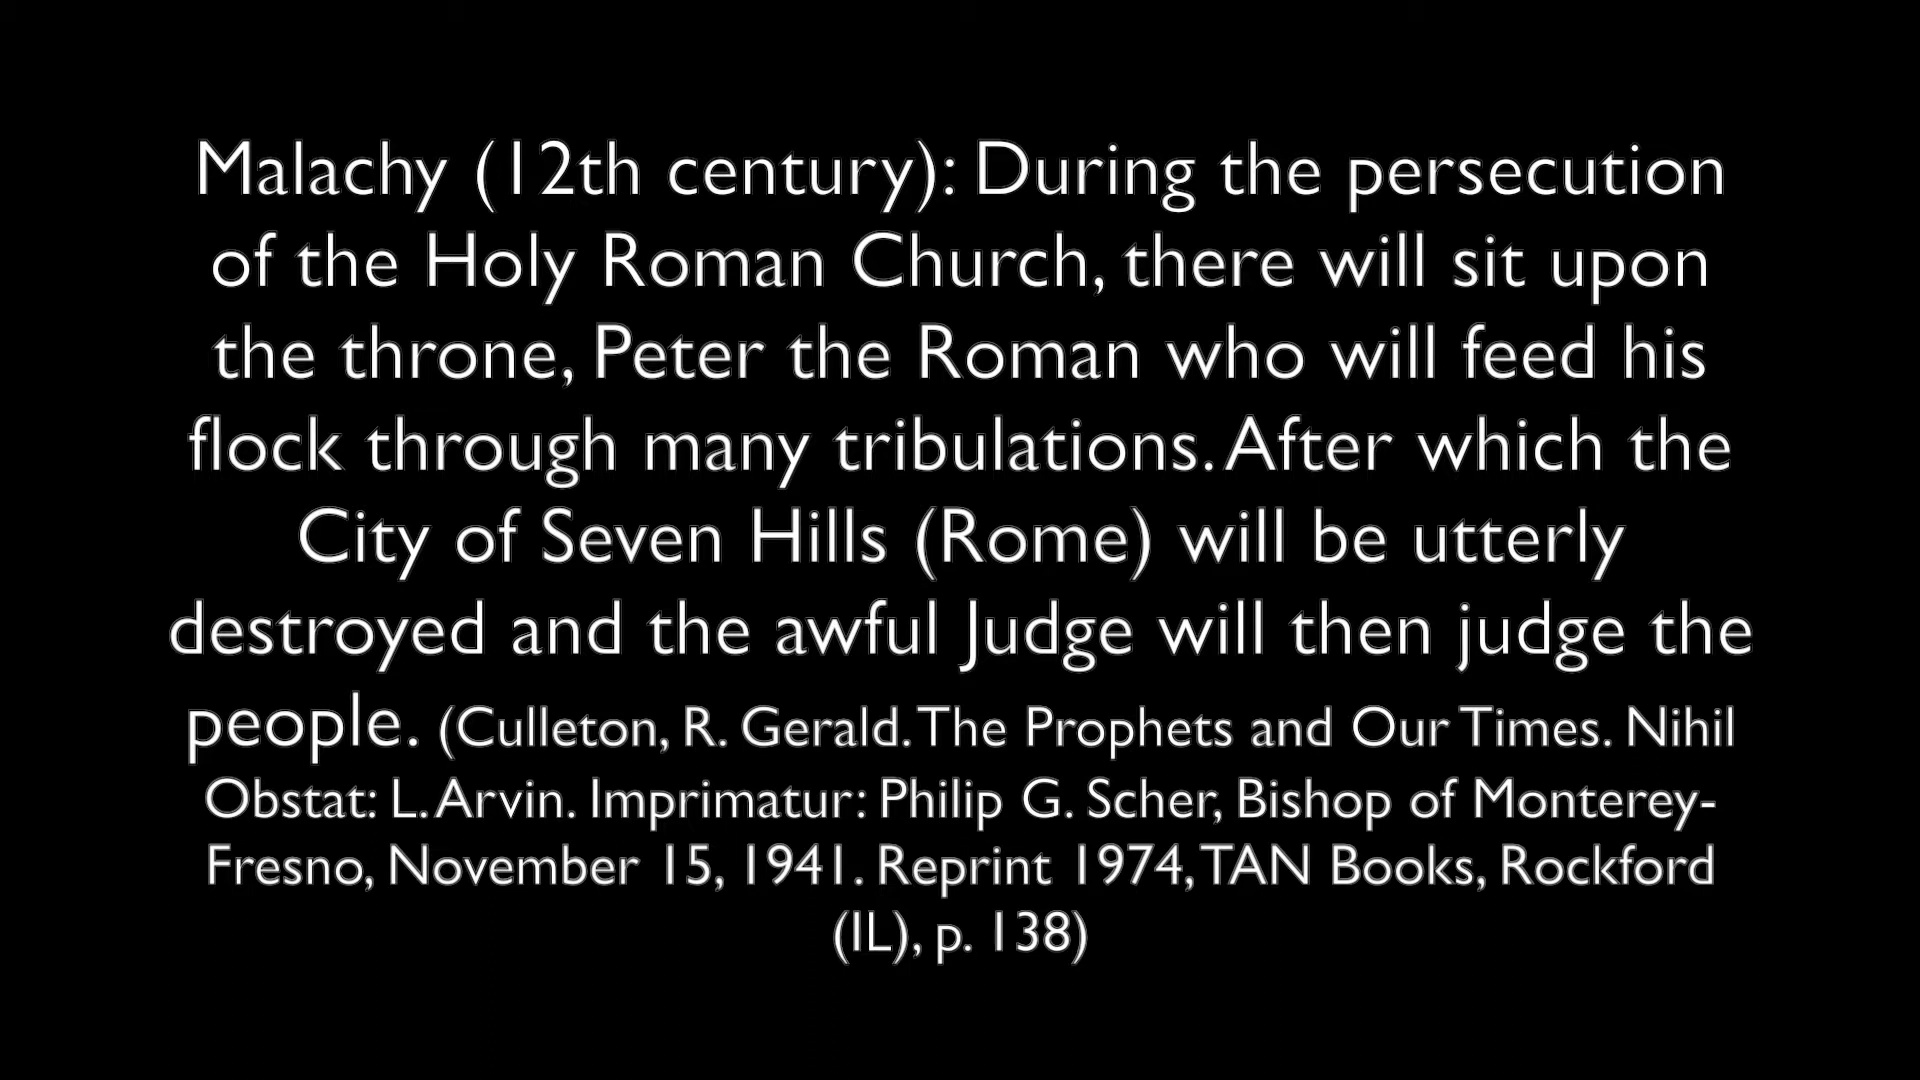 Malachy (12th century): During the persecution
of the Holy Roman Church, there will sit upon
the throne, Peter the Roman who will feed his
flock through many tribulations. After which the
City of Seven Hills (Rome) will be utterly
destroyed and the awful Judge will then judge the
people. (Culleton, R. Gerald. The Prophets and Our Times. Nihil
Obstat: L. Arvin. Imprimatur: Philip G. Scher, Bishop of Monterey-
Fresno, November 15, 1941. Reprint 1974, TAN Books, Rockford
(IL), p. 138)